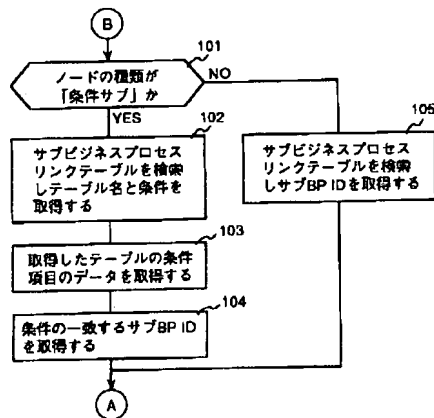 B
101
ノードの種類が
「条件サブ」か
NO
YES
102
サブビジネスプロセス
リンクテーブルを検索
しテーブル名と条件を
取得する
105
サブビジネスプロセス
リンクテーブルを検索
しサブBP IDを取得する
103
取得したテーブルの条件
項目のデータを取得する
104
条件の一致するサブBP ID
を取得する
A